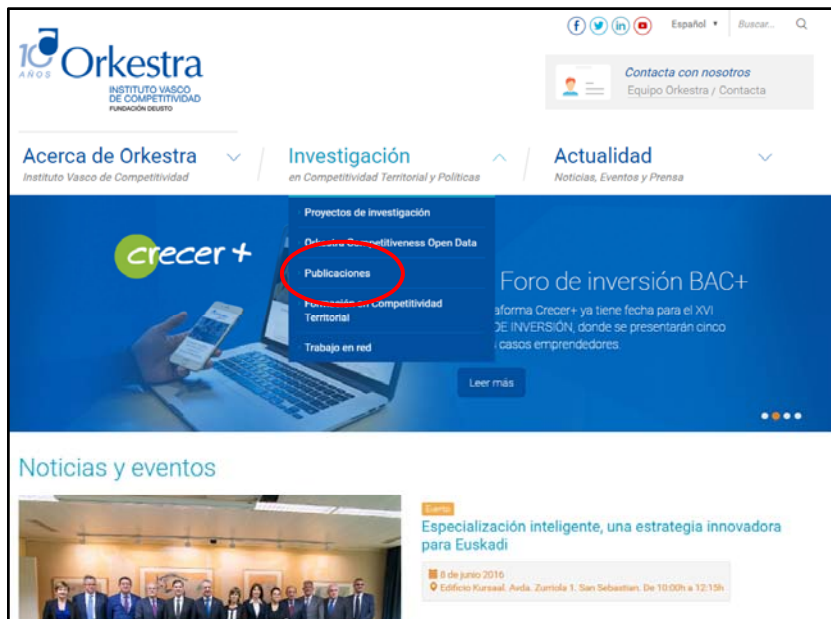 Español
Buscar...
10
AÑOS
Orkestra
INSTITUTO VASCO
DE COMPETITIVIDAD
FUNDACIÓN DEUSTO
Contacta con nosotros
Equipo Orkestra / Contacta
Acerca de Orkestra
Instituto Vasco de Competitividad
Investigación
en Competitividad Territorial y Políticas
Actualidad
Noticias, Eventos y Prensa
Proyectos de investigación
Orkestra Competitiveness Open Data
Publicaciones
Formación en Competitividad
Territorial
Trabajo en red
crecer +
Foro de inversión BAC+
aforma Crecer+ ya tiene fecha para el XVI
DE INVERSIÓN, donde se presentarán cinco
casos emprendedores.
Leer más
Noticias y eventos
Evento
Especialización inteligente, una estrategia innovadora
para Euskadi
8 de junio 2016
Edificio Kursaal. Avda. Zurriola 1. San Sebastian. De 10:00h a 12:15h